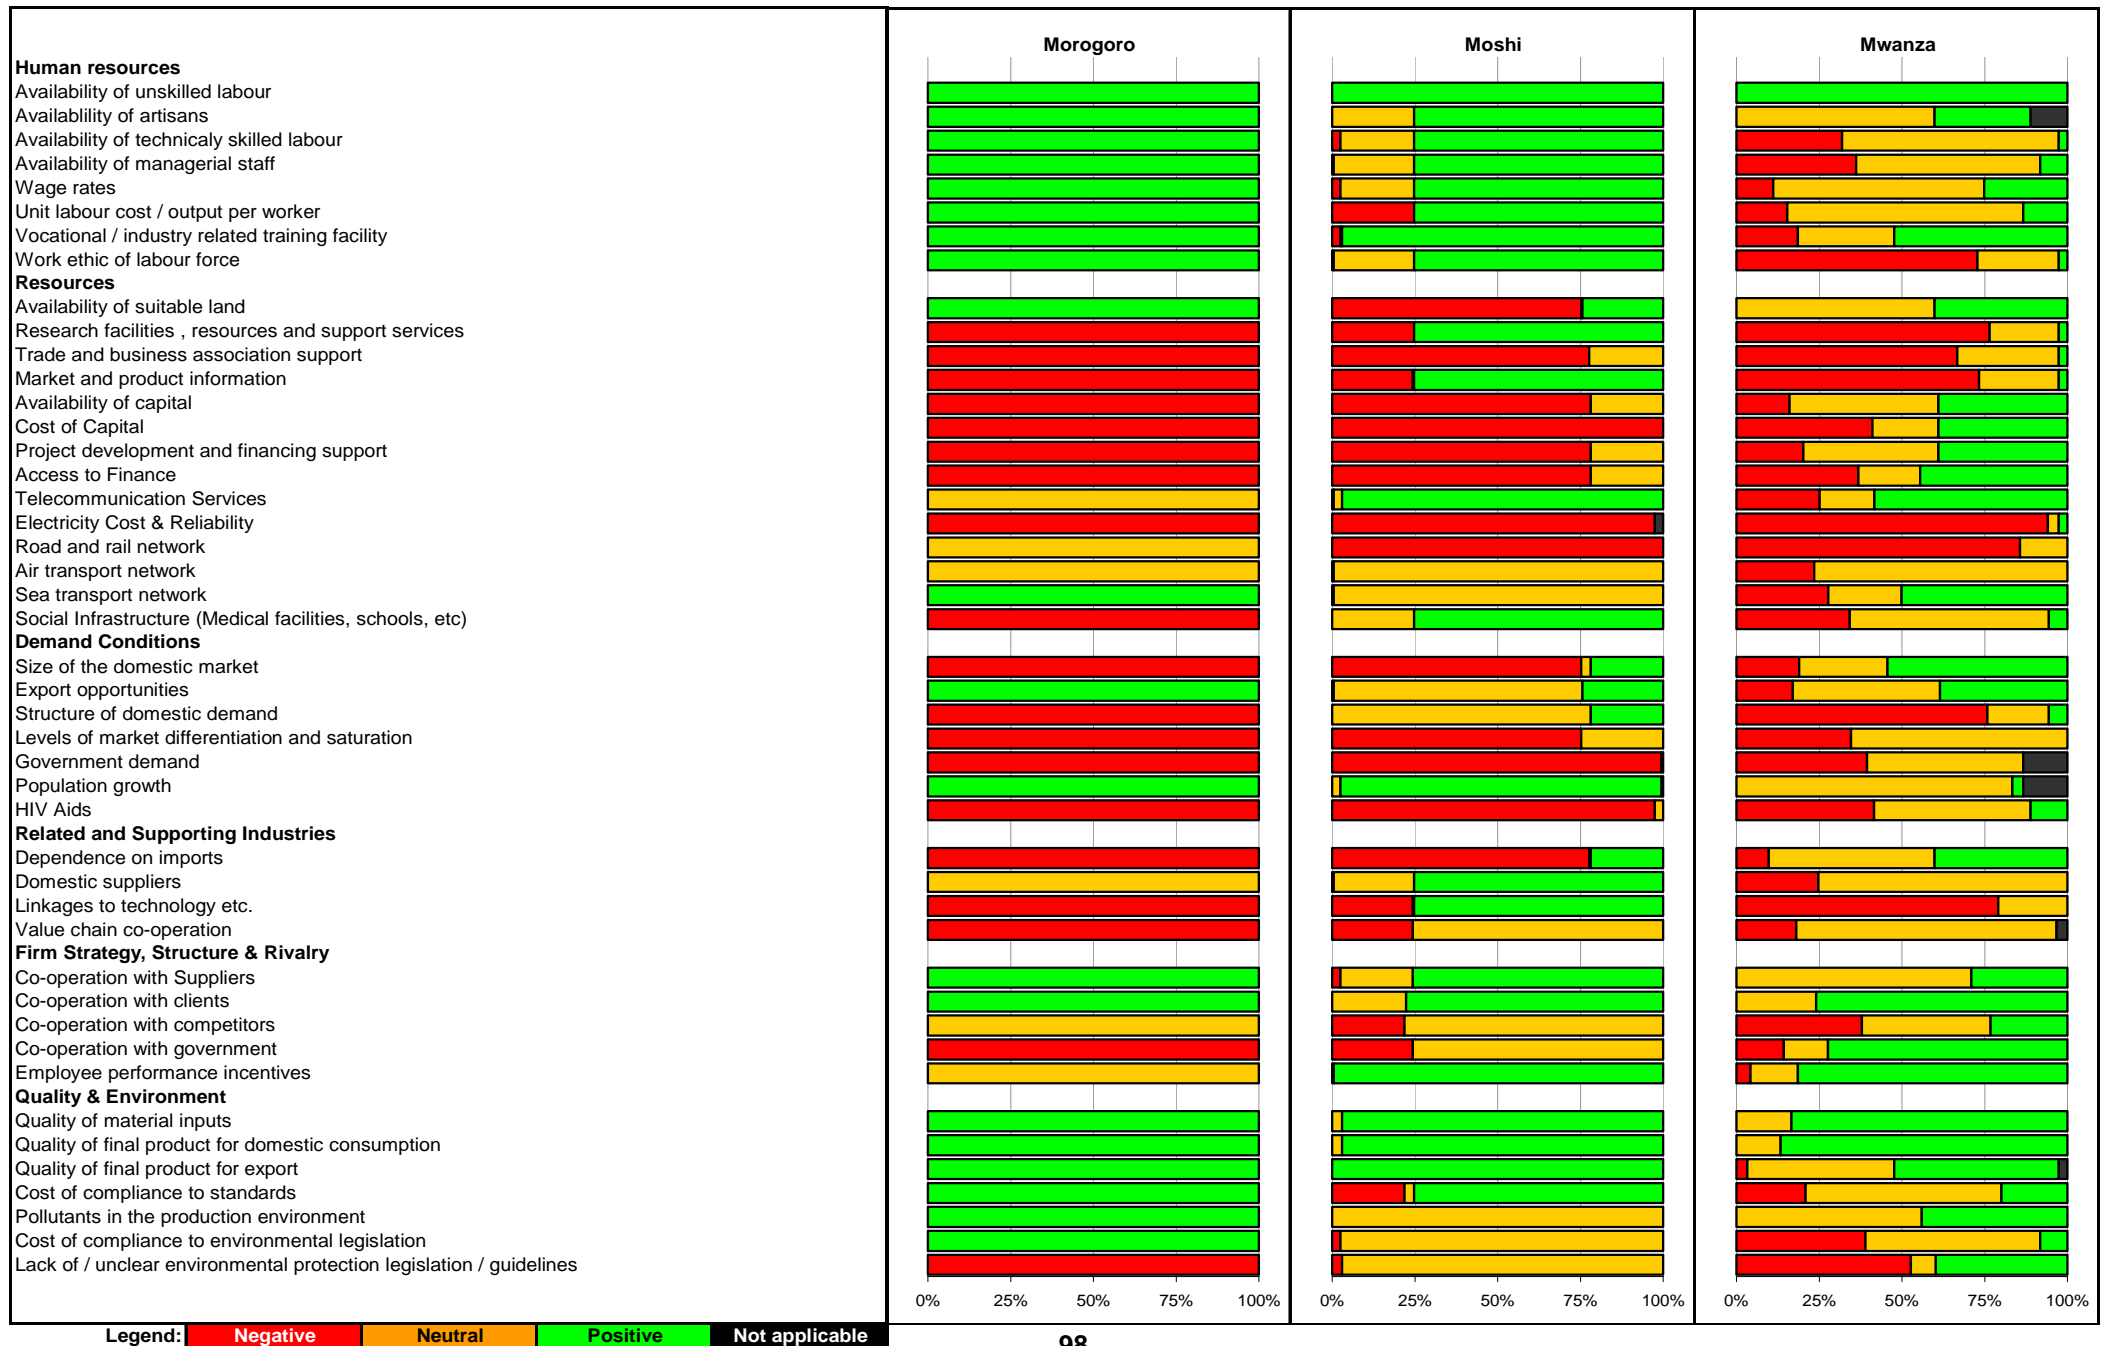 Morogoro Moshi Mwanza
Human resources
Availability of unskilled labour
Availablility of artisans
Availability of technicaly skilled labour
Availability of managerial staff
Wage rates
Unit labour cost / output per worker
Vocational / industry related training facility
Work ethic of labour force
Resources
Availability of suitable land
Research facilities , resources and support services
Trade and business association support
Market and product information
Availability of capital
Cost of Capital
Project development and financing support
Access to Finance
Telecommunication Services
Electricity Cost & Reliability
Road and rail network
Air transport network
Sea transport network
Social Infrastructure (Medical facilities, schools, etc)
Demand Conditions
Size of the domestic market
Export opportunities
Structure of domestic demand
Levels of market differentiation and saturation
Government demand
Population growth
HIV Aids
Related and Supporting Industries
Dependence on imports
Domestic suppliers
Linkages to technology etc.
Value chain co-operation
Firm Strategy, Structure & Rivalry
Co-operation with Suppliers
Co-operation with clients
Co-operation with competitors
Co-operation with government
Employee performance incentives
Quality & Environment
Quality of material inputs
Quality of final product for domestic consumption
Quality of final product for export
Cost of compliance to standards
Pollutants in the production environment
Cost of compliance to environmental legislation
Lack of / unclear environmental protection legislation / guidelines
0% 25% 50% 75% 100% 0% 25% 50% 75% 100% 0% 25% 50% 75% 100%
Legend: Negative Neutral Positive Not applicable
98